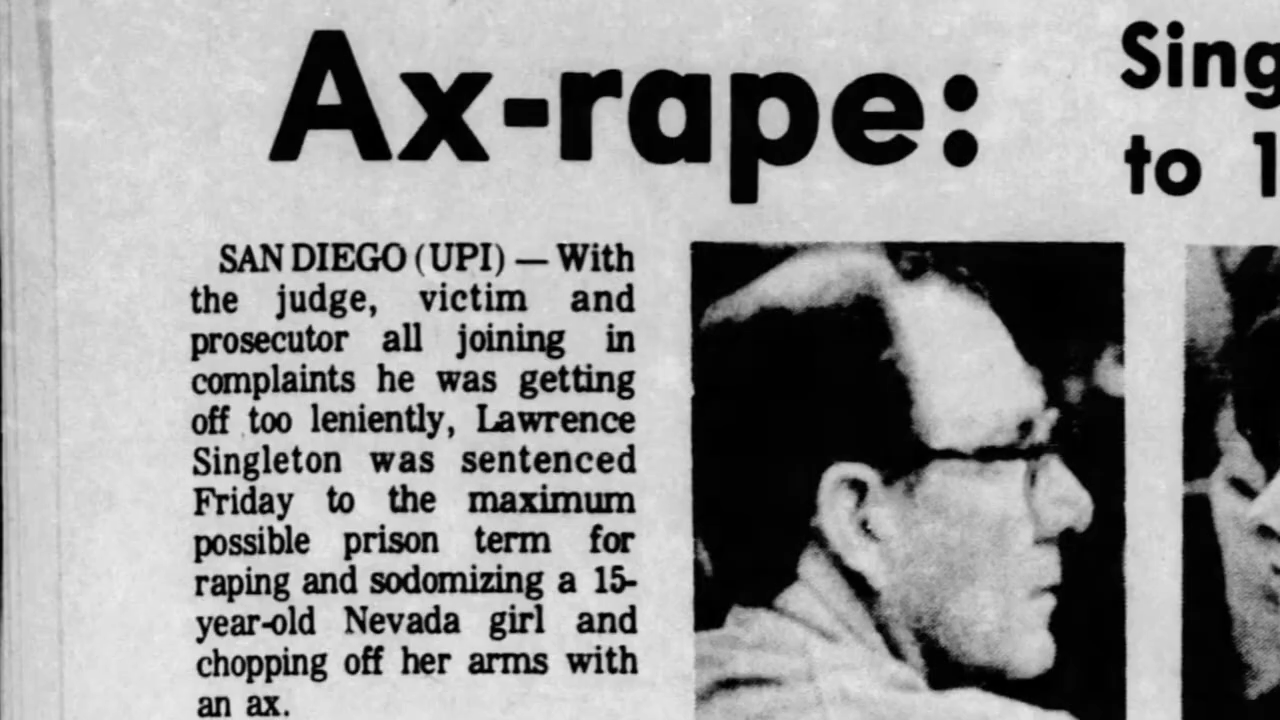 Ax-rape:
Sing
to 1
SAN DIEGO (UPI) — With
the judge, victim and
prosecutor all joining in
complaints he was getting
off too leniently, Lawrence
Singleton was sentenced
Friday to the maximum
possible prison term for
raping and sodomizing a 15-
year-old Nevada girl and
chopping off her arms with
an ax.